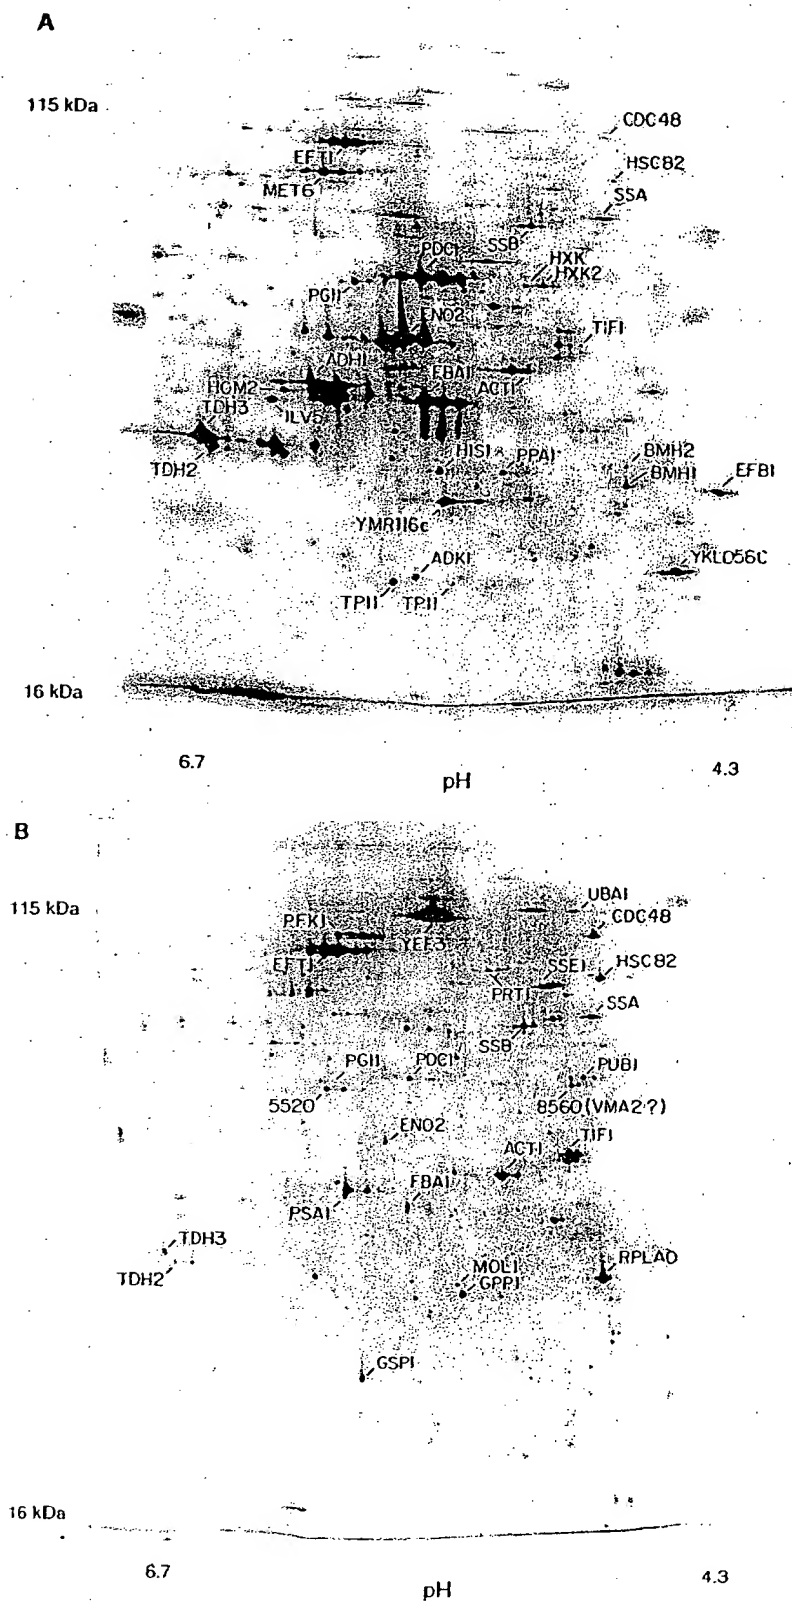 A
115 kDa
CDC48
EFT1
HSC82
MET6
SSA
SSB
PDC1
HXK
HXK2
PGI1
ENO2
TIF1
ADH1
FBA1
HOM2
ACT1
TDH3
ILV5
HIS1
PPA1
BMH2
BMH1
EFB1
TDH2
YMR116c
ADK1
YKL056C
TPI1
TPI1
16 kDa
6.7
4.3
pH
B
UBA1
115 kDa
CDC48
PFK1
YEF3
EFT1
SSE1
HSC82
PRT1
SSA
SSB
PGI1
PDC1
PUB1
5520
8560 (VMA2?)
ENO2
TIF1
ACT1
FBA1
PSA1
TDH3
RPLA0
MOL1
TDH2
GPP1
GSP1
16 kDa
6.7
4.3
pH